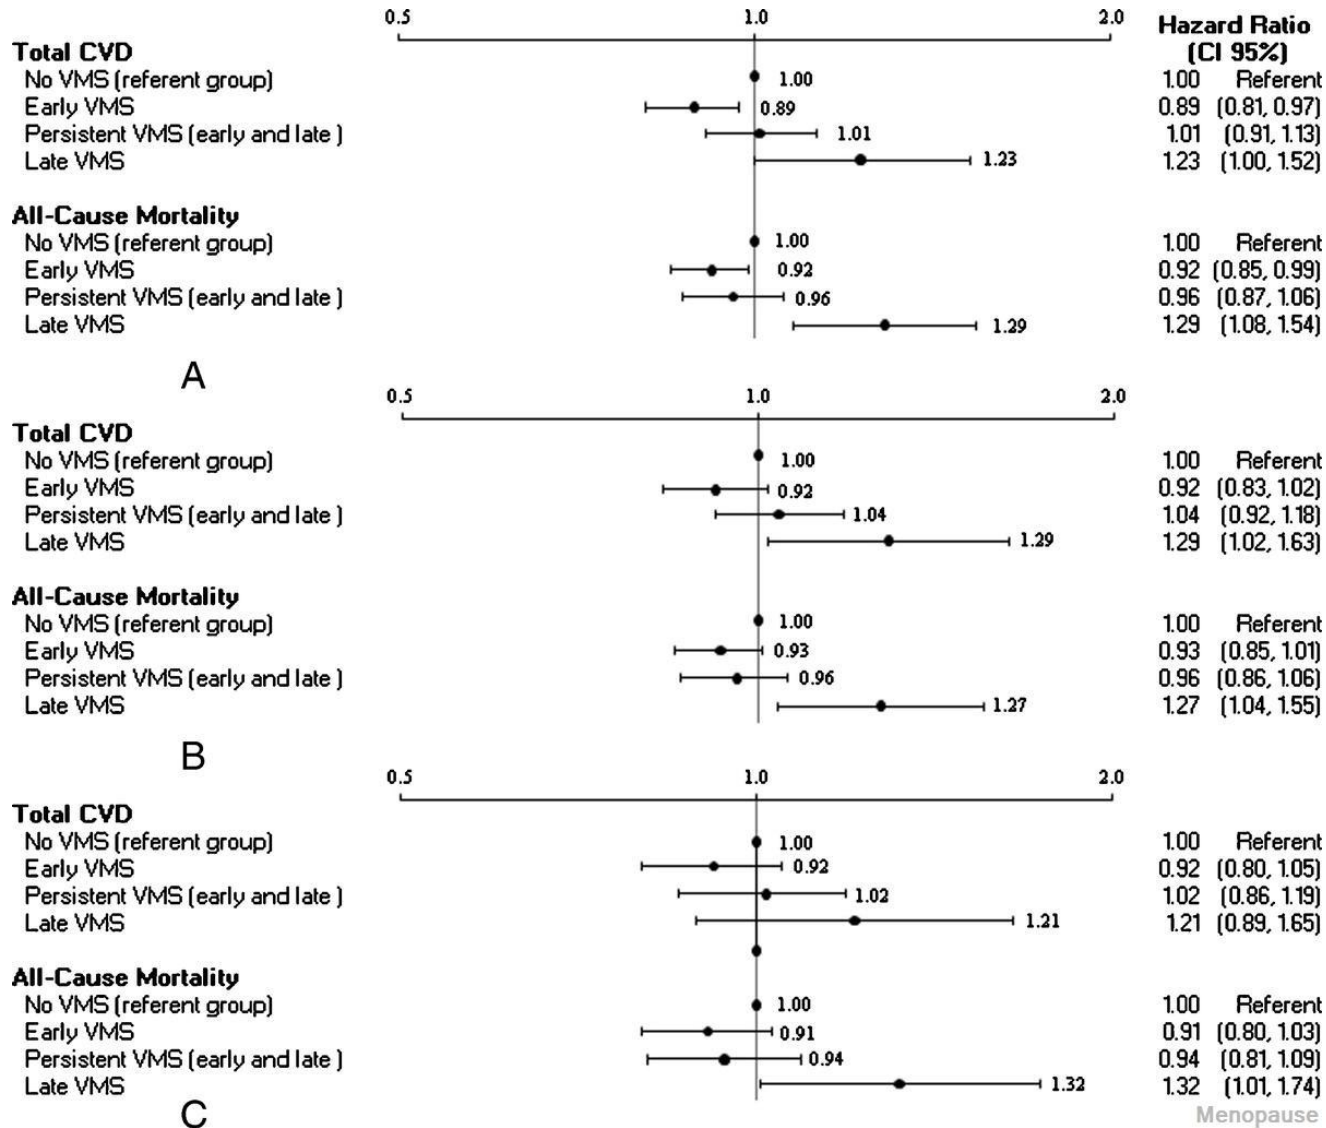 0.5 1.0 2.0 Hazard Ratio
Total CVD (CI 95%)
No VMS (referent group) 1.00 1.00 Referent
Early VMS 0.89 0.89 (0.81, 0.97)
Persistent VMS (early and late ) 1.01 1.01 (0.91, 1.13)
Late VMS 1.23 1.23 (1.00, 1.52)
All-Cause Mortality
No VMS (referent group) 1.00 1.00 Referent
Early VMS 0.92 0.92 (0.85, 0.99)
Persistent VMS (early and late ) 0.96 0.96 (0.87, 1.06)
Late VMS 1.29 1.29 (1.08, 1.54)
A
0.5 1.0 2.0
Total CVD
No VMS (referent group) 1.00 1.00 Referent
Early VMS 0.92 0.92 (0.83, 1.02)
Persistent VMS (early and late ) 1.04 1.04 (0.92, 1.18)
Late VMS 1.29 1.29 (1.02, 1.63)
All-Cause Mortality
No VMS (referent group) 1.00 1.00 Referent
Early VMS 0.93 0.93 (0.85, 1.01)
Persistent VMS (early and late ) 0.96 0.96 (0.86, 1.06)
Late VMS 1.27 1.27 (1.04, 1.55)
B
0.5 1.0 2.0
Total CVD
No VMS (referent group) 1.00 1.00 Referent
Early VMS 0.92 0.92 (0.80, 1.05)
Persistent VMS (early and late ) 1.02 1.02 (0.86, 1.19)
Late VMS 1.21 1.21 (0.89, 1.65)
All-Cause Mortality
No VMS (referent group) 1.00 1.00 Referent
Early VMS 0.91 0.91 (0.80, 1.03)
Persistent VMS (early and late ) 0.94 0.94 (0.81, 1.09)
Late VMS 1.32 1.32 (1.01, 1.74)
C
Menopause